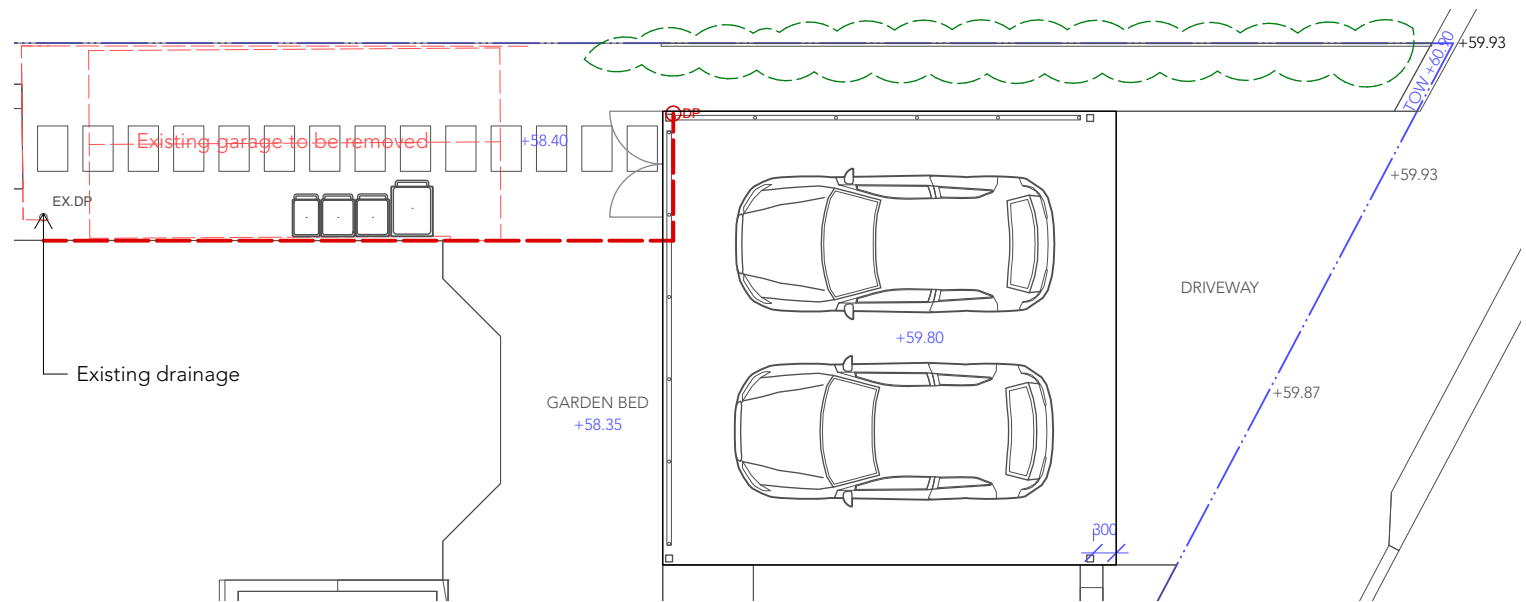 +59.93
TOW +60.90
DP
Existing garage to be removed
+58.40
+59.93
EX.DP
DRIVEWAY
+59.80
Existing drainage
+59.87
GARDEN BED
+58.35
300